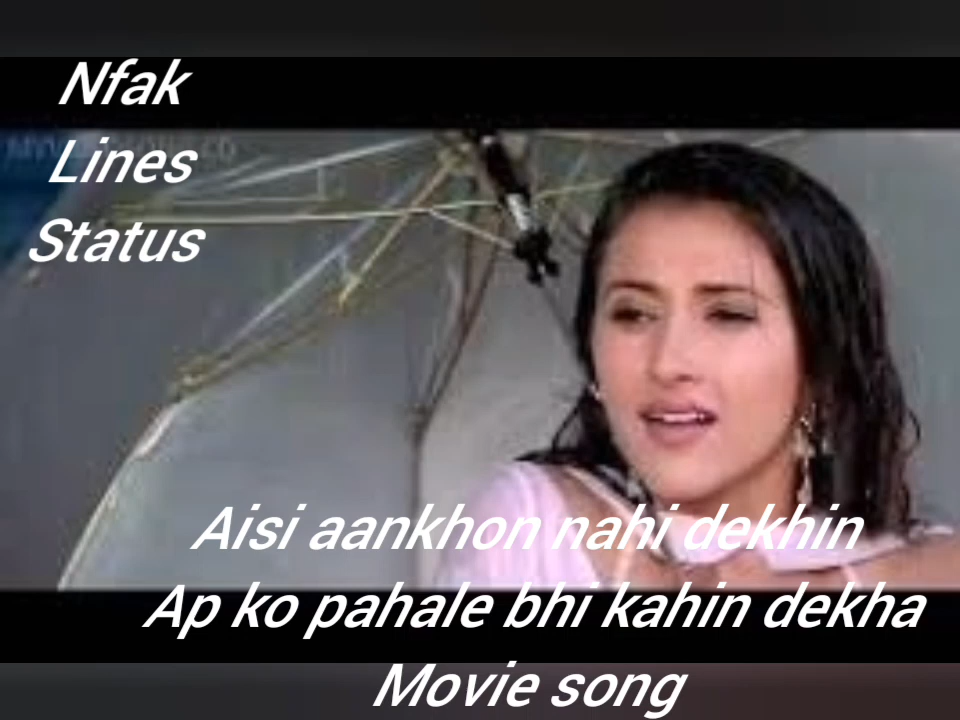 Nfak
Lines
Status
Aisi aankhon nahi dekhin
Ap ko pahale bhi kahin dekha
Movie song